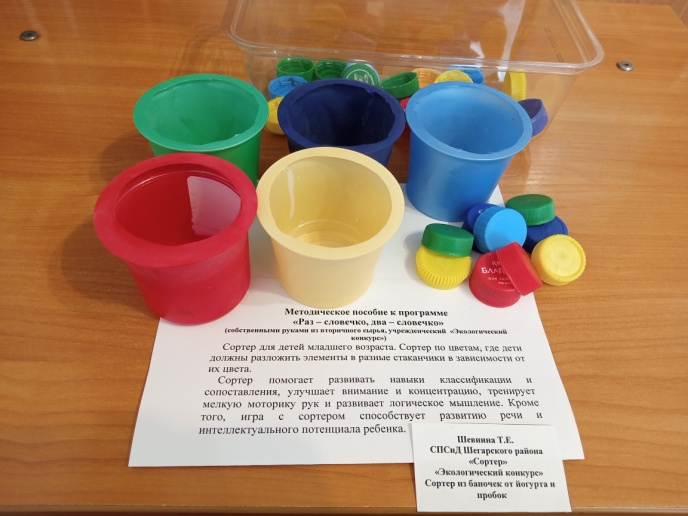 БЛАГО
Методическое пособие к программе
«Раз – словечко, два – словечко»
(собственными руками из вторичного сырья, учрежденческий «Экологический
конкурс»)
Сортер для детей младшего возраста. Сортер по цветам, где дети
должны разложить элементы в разные стаканчики в зависимости от
их цвета.
Сортер помогает развивать навыки классификации и
сопоставления, улучшает внимание и концентрацию, тренирует
мелкую моторику рук и развивает логическое мышление. Кроме
того, игра с сортером способствует развитию речи и
интеллектуального потенциала ребенка.
Шевнина Т.Е.
СПСиД Шегарского района
«Сортер»
«Экологический конкурс»
Сортер из баночек от йогурта и
пробок